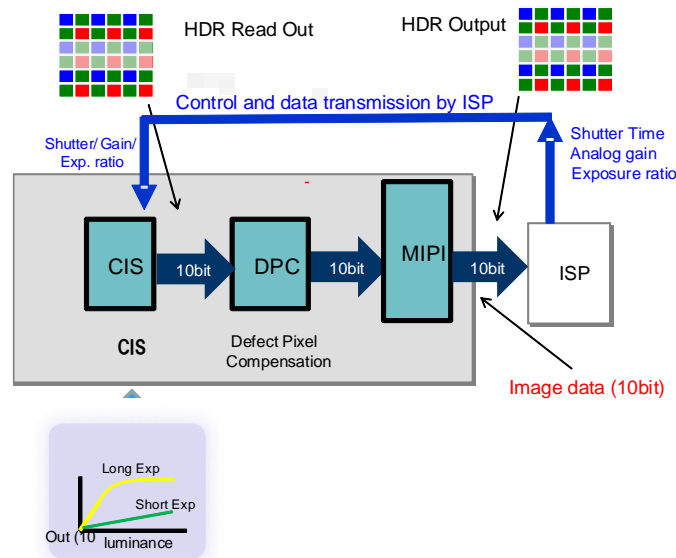 HDR Read Out
HDR Output
Control and data transmission by ISP
Shutter/ Gain/
Exp. ratio
Shutter Time
Analog gain
Exposure ratio
CIS
10bit
DPC
10bit
MIPI
10bit
ISP
CIS
Defect Pixel
Compensation
Image data (10bit)
Long Exp
Short Exp
Out (10
luminance